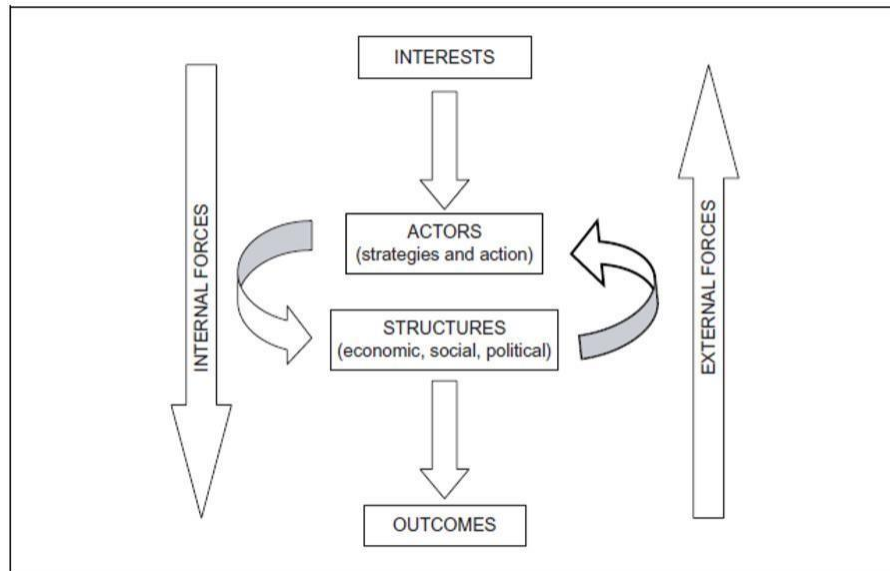 INTERESTS
ACTORS
(strategies and action)
STRUCTURES
(economic, social, political)
OUTCOMES
INTERNAL FORCES
EXTERNAL FORCES